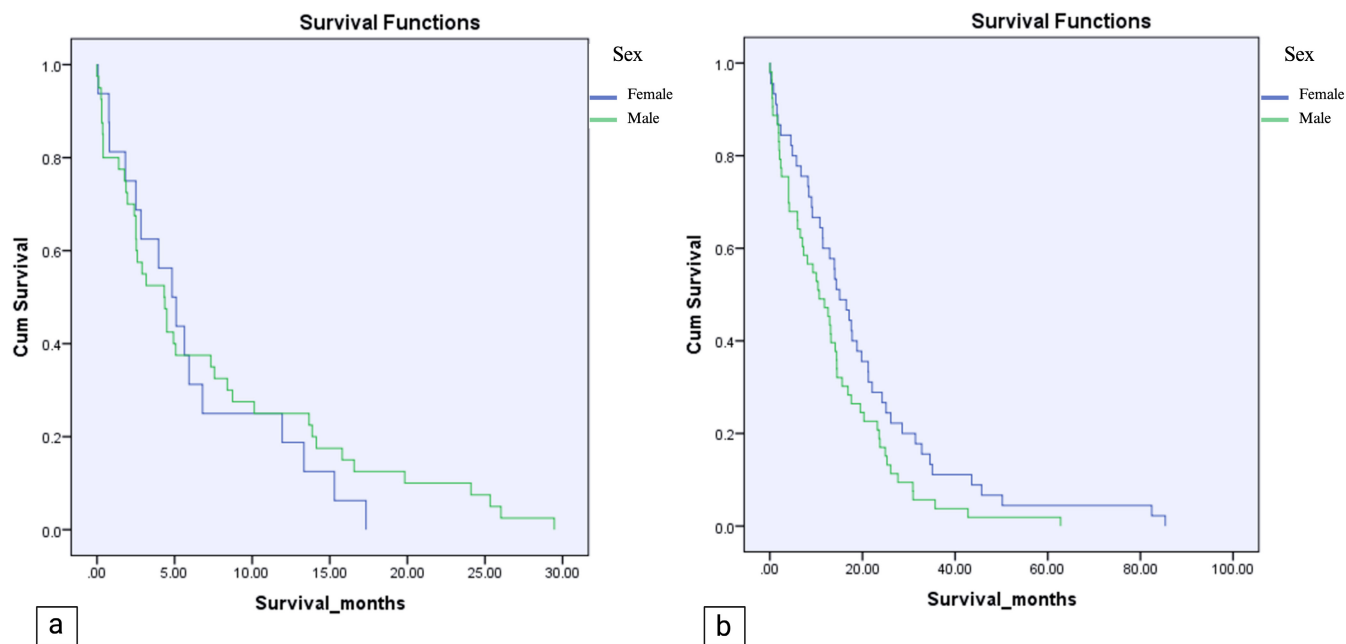 Survival Functions
Sex
Female
Male
Cum Survival
1.0
0.8
0.6
0.4
0.2
0.0
.00 5.00 10.00 15.00 20.00 25.00 30.00
Survival_months
a
Survival Functions
Sex
Female
Male
Cum Survival
1.0
0.8
0.6
0.4
0.2
0.0
.00 20.00 40.00 60.00 80.00 100.00
Survival_months
b